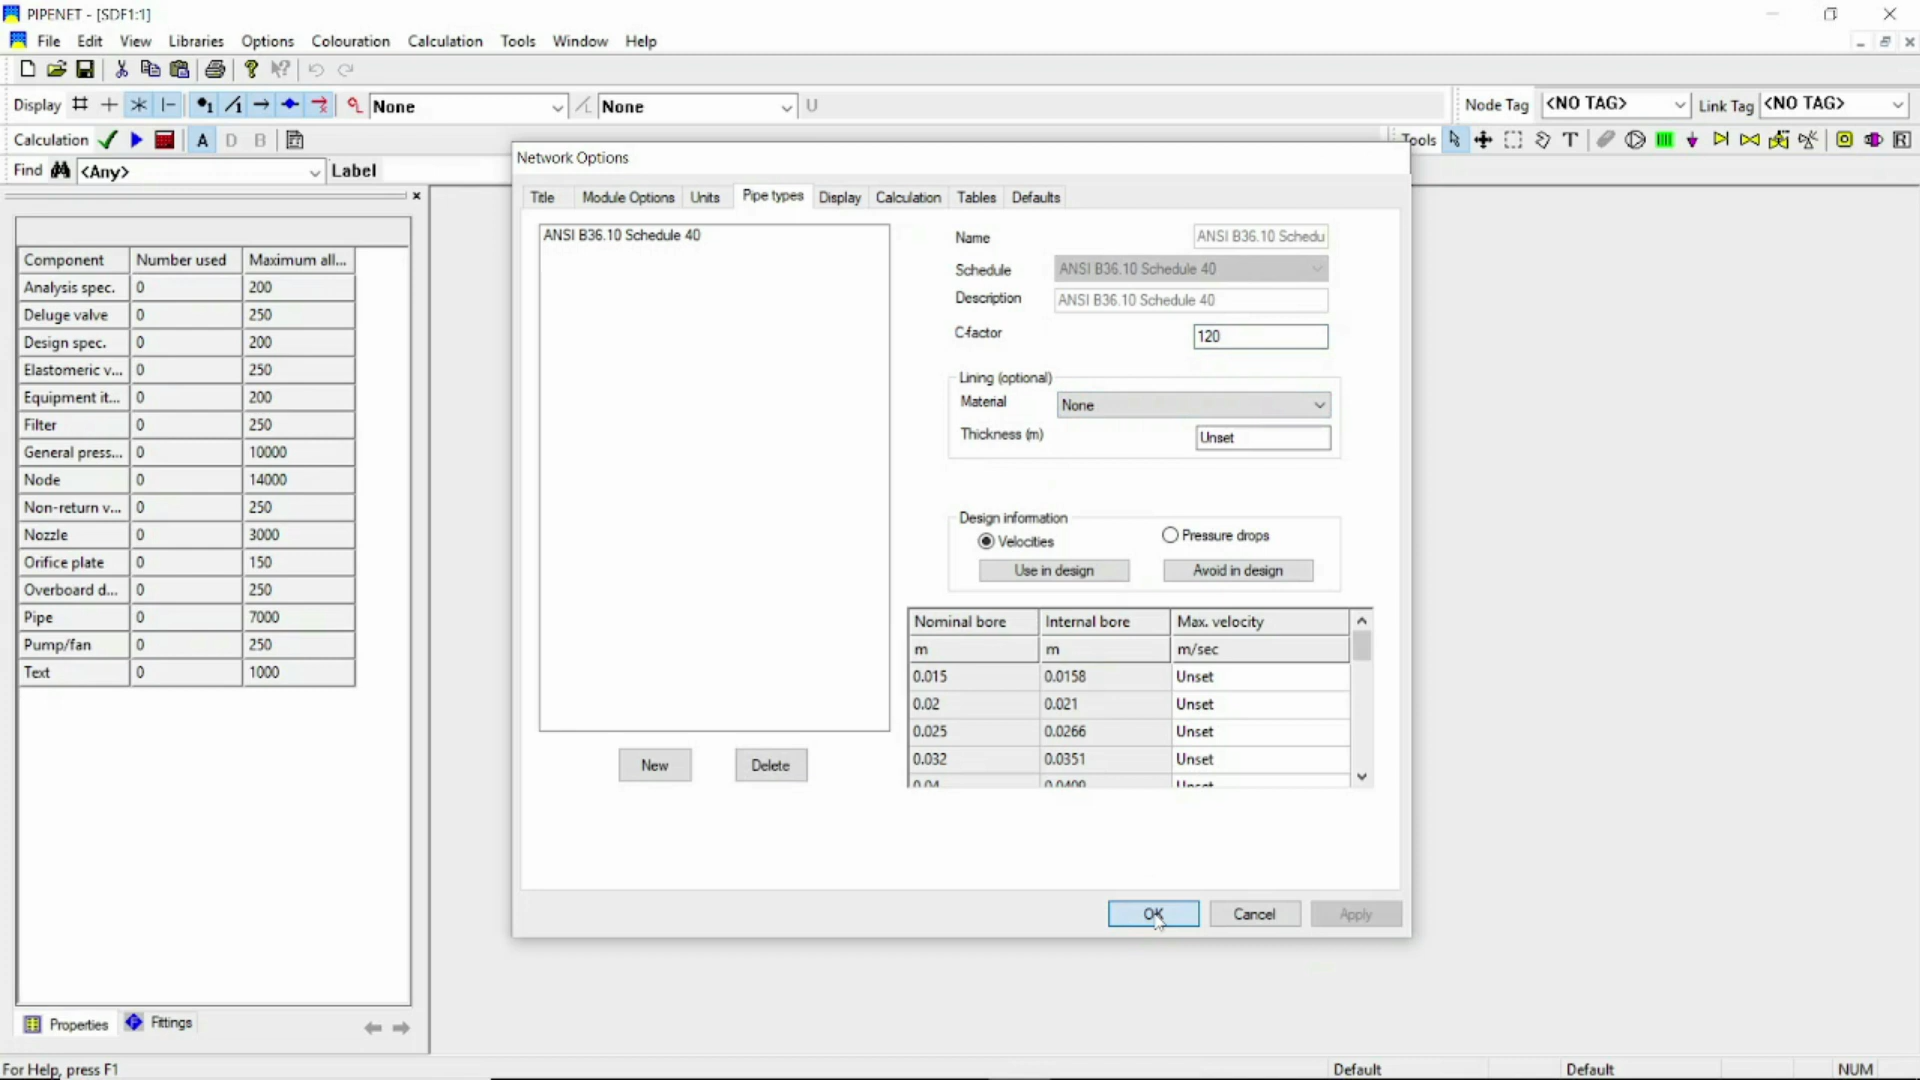 PIPENET - [SDF1:1]
File Edit View Libraries Options Colouration Calculation Tools Window Help
Display None None U Node Tag <NO TAG> Link Tag <NO TAG>
Calculation A D B Tools T R
Find <Any> Label
Component Number used Maximum all...
Analysis spec. 0 200
Deluge valve 0 250
Design spec. 0 200
Elastomeric v... 0 250
Equipment it... 0 200
Filter 0 250
General press... 0 10000
Node 0 14000
Non-return v... 0 250
Nozzle 0 3000
Orifice plate 0 150
Overboard d... 0 250
Pipe 0 7000
Pump/fan 0 250
Text 0 1000
Properties Fittings
Network Options
Title Module Options Units Pipe types Display Calculation Tables Defaults
ANSI B36.10 Schedule 40
New Delete
Name ANSI B36.10 Schedu
Schedule ANSI B36.10 Schedule 40
Description ANSI B36.10 Schedule 40
C-factor 120
Lining (optional)
Material None
Thickness (m) Unset
Design information
Velocities Pressure drops
Use in design Avoid in design
Nominal bore Internal bore Max. velocity
m m m/sec
0.015 0.0158 Unset
0.02 0.021 Unset
0.025 0.0266 Unset
0.032 0.0351 Unset
0.04 0.0409 Unset
OK Cancel Apply
For Help, press F1 Default Default NUM